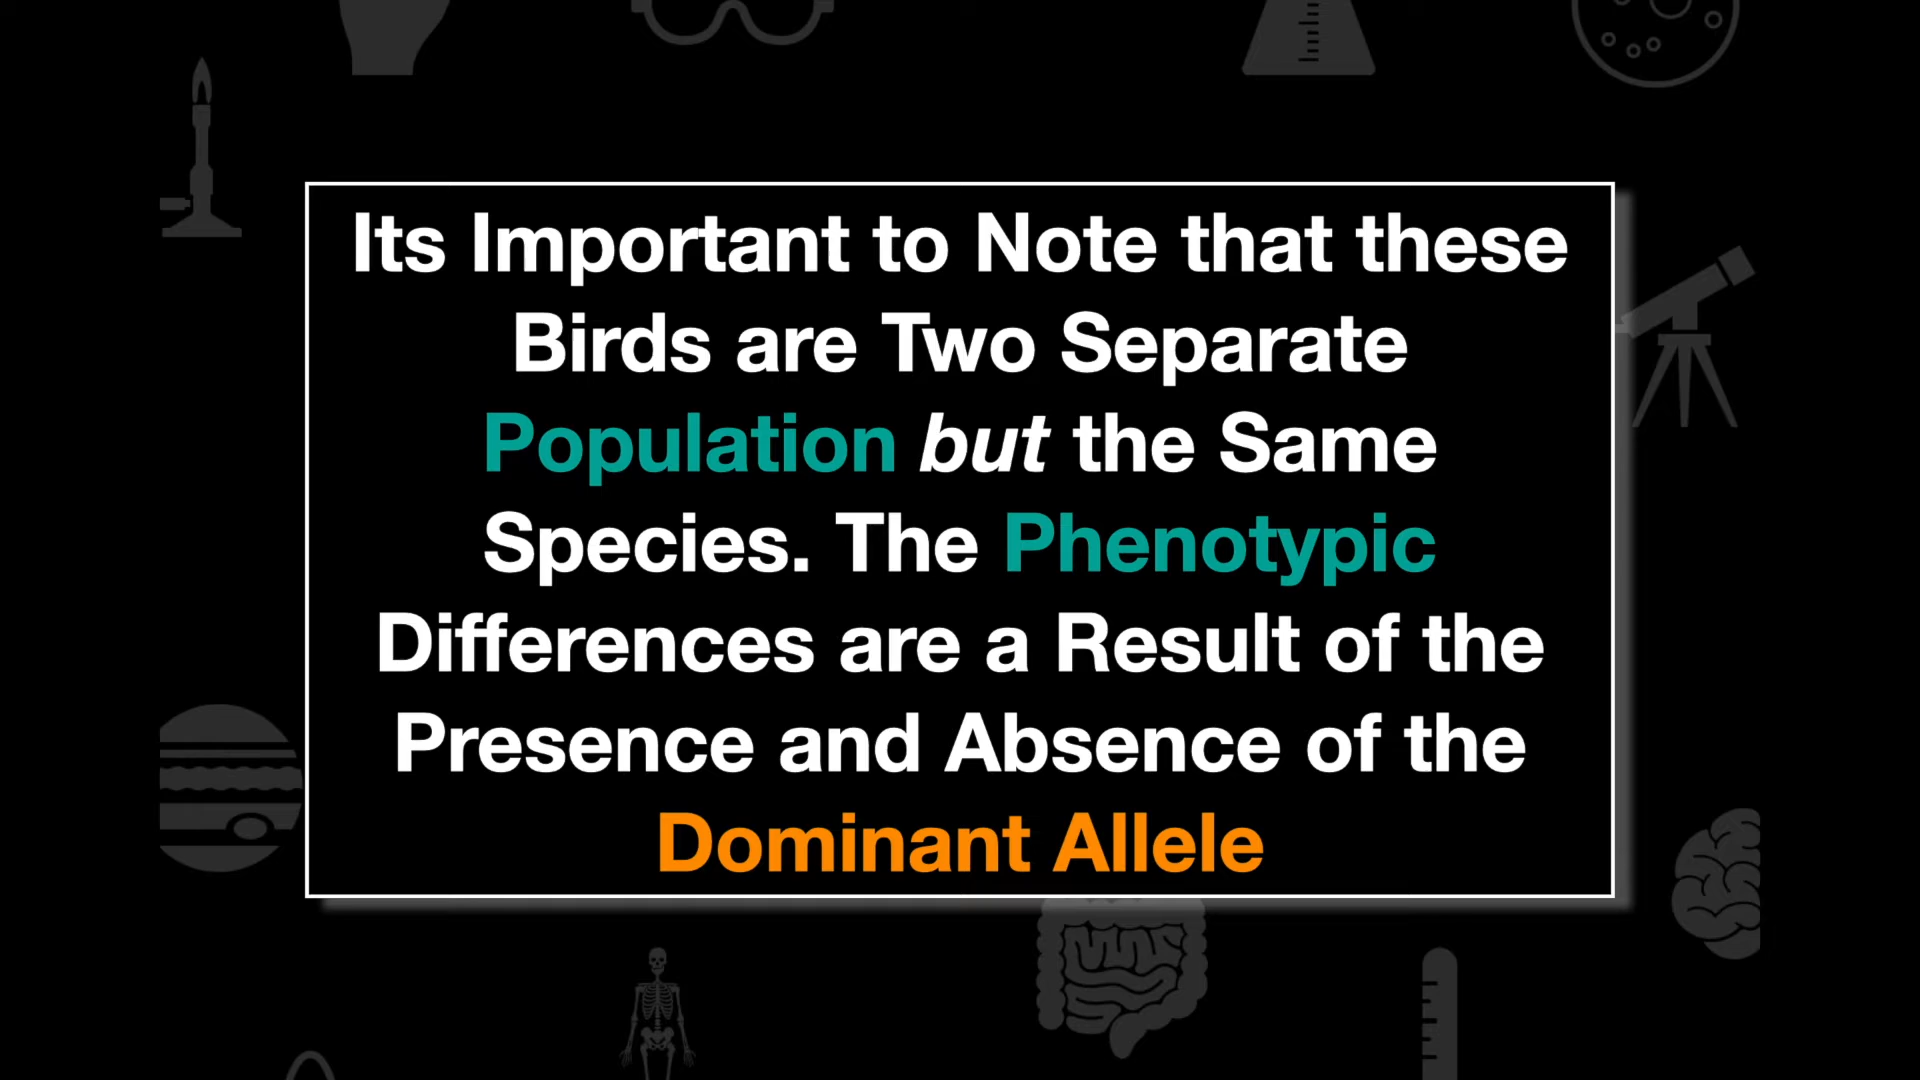 Its Important to Note that these
Birds are Two Separate
Population but the Same
Species. The Phenotypic
Differences are a Result of the
Presence and Absence of the
Dominant Allele